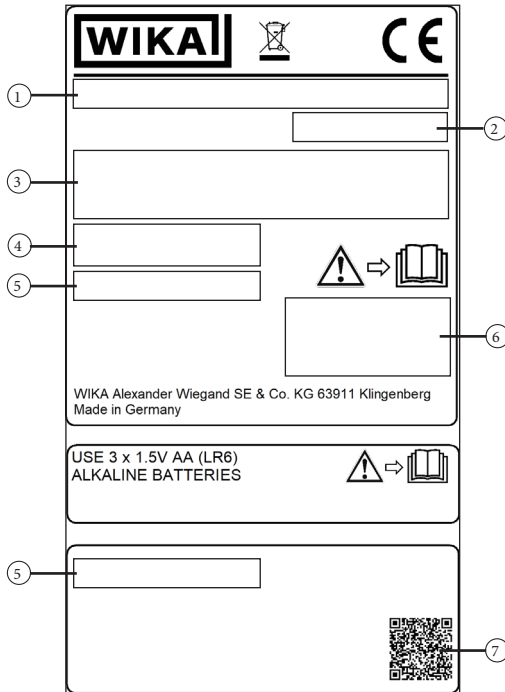 WIKA
CE
1
2
3
4
5
6
WIKA Alexander Wiegand SE & Co. KG 63911 Klingenberg
Made in Germany
USE 3 x 1.5V AA (LR6)
ALKALINE BATTERIES
5
7